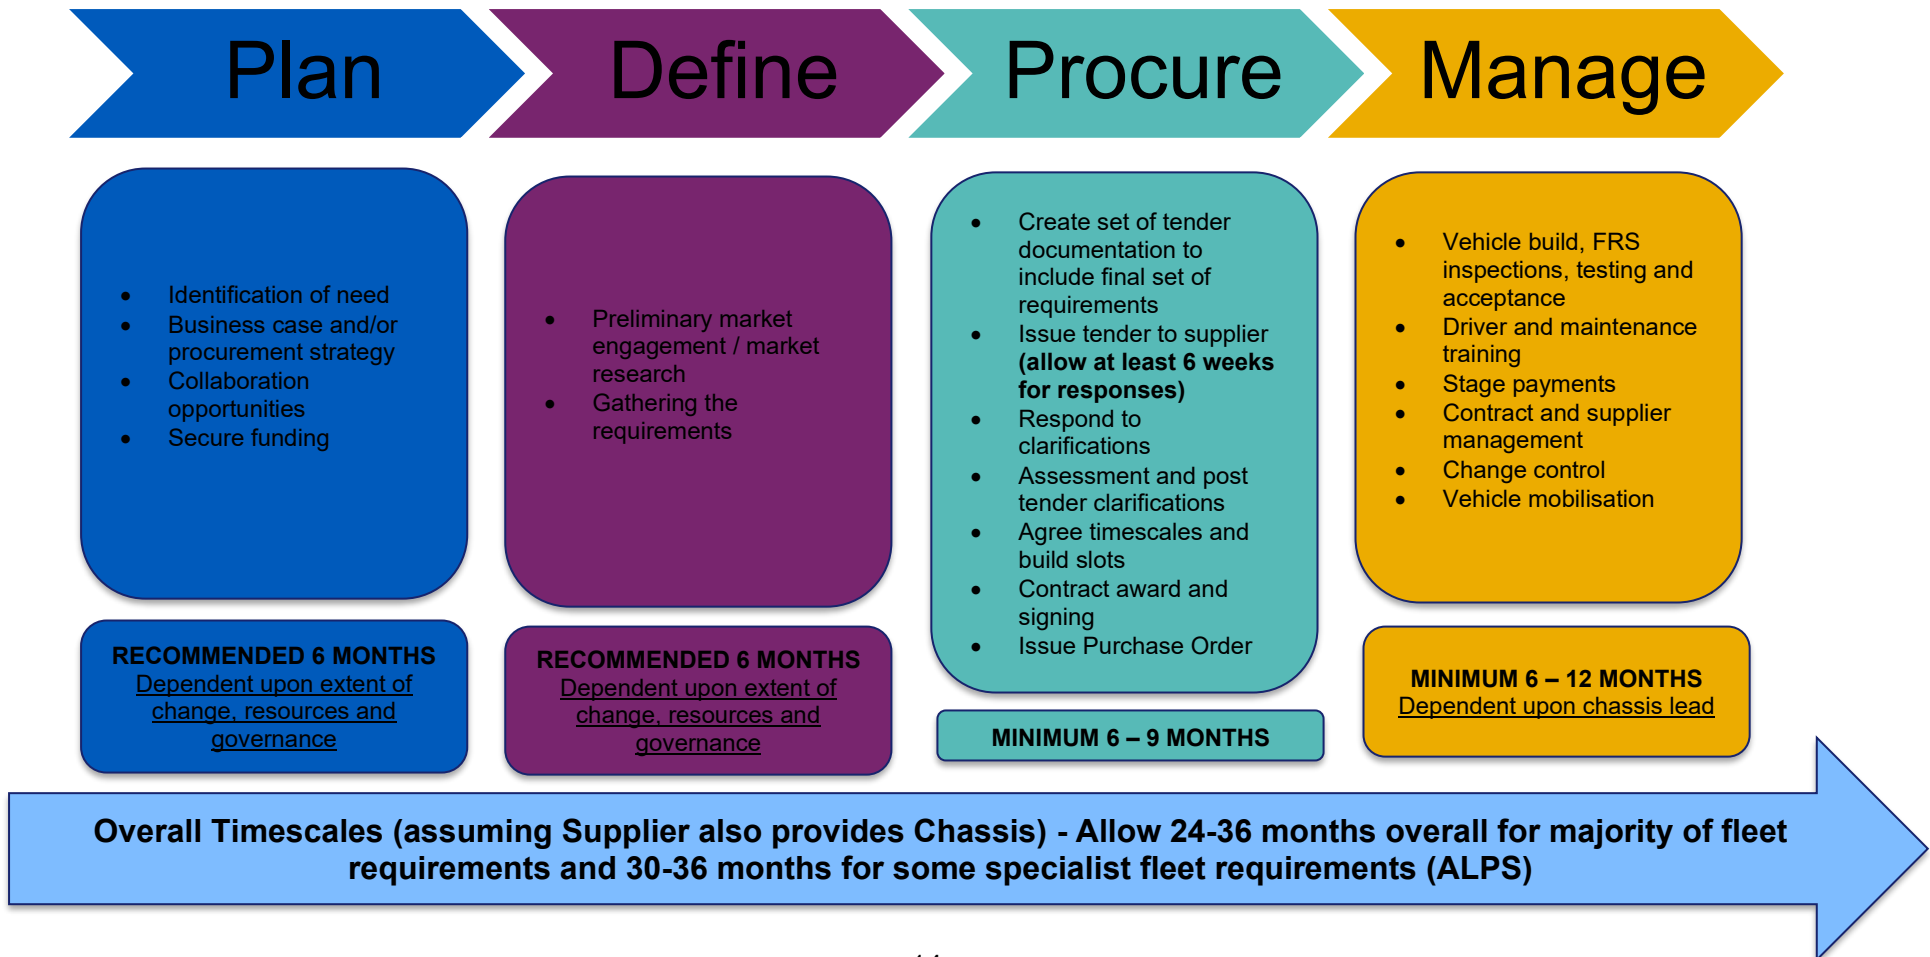 Plan
Define
Procure
Manage
• Identification of need
• Business case and/or
procurement strategy
• Collaboration
opportunities
• Secure funding
RECOMMENDED 6 MONTHS
Dependent upon extent of
change, resources and
governance
• Preliminary market
engagement / market
research
• Gathering the
requirements
RECOMMENDED 6 MONTHS
Dependent upon extent of
change, resources and
governance
• Create set of tender
documentation to
include final set of
requirements
• Issue tender to supplier
(allow at least 6 weeks
for responses)
• Respond to
clarifications
• Assessment and post
tender clarifications
• Agree timescales and
build slots
• Contract award and
signing
• Issue Purchase Order
MINIMUM 6 – 9 MONTHS
• Vehicle build, FRS
inspections, testing and
acceptance
• Driver and maintenance
training
• Stage payments
• Contract and supplier
management
• Change control
• Vehicle mobilisation
MINIMUM 6 – 12 MONTHS
Dependent upon chassis lead
Overall Timescales (assuming Supplier also provides Chassis) - Allow 24-36 months overall for majority of fleet
requirements and 30-36 months for some specialist fleet requirements (ALPS)